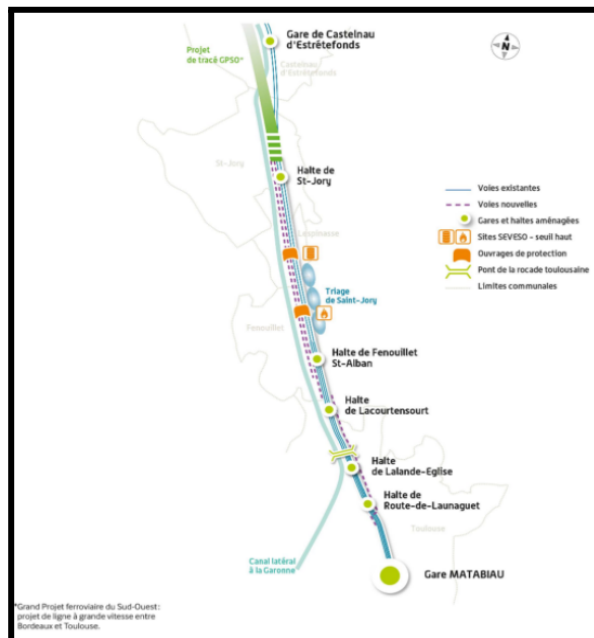 Gare de Castelnau
d'Estrètefonds
Projet
de tracé GPSO*
Castelnau
d'Estretefonds
N
St-Jory
Halte de
St-Jory
Lespinasse
Voies existantes
Voies nouvelles
Gares et haltes aménagées
Sites SEVESO - seuil haut
Ouvrages de protection
Pont de la rocade toulousaine
Limites communales
Triage
de Saint-Jory
Fenouillet
Halte de Fenouillet
St-Alban
Halte
de Lacourtensourt
Halte
de Lalande-Eglise
Halte de
Route-de-Launaguet
Toulouse
Canal latéral
à la Garonne
Gare MATABIAU
*Grand Projet ferroviaire du Sud-Ouest:
projet de ligne à grande vitesse entre
Bordeaux et Toulouse.